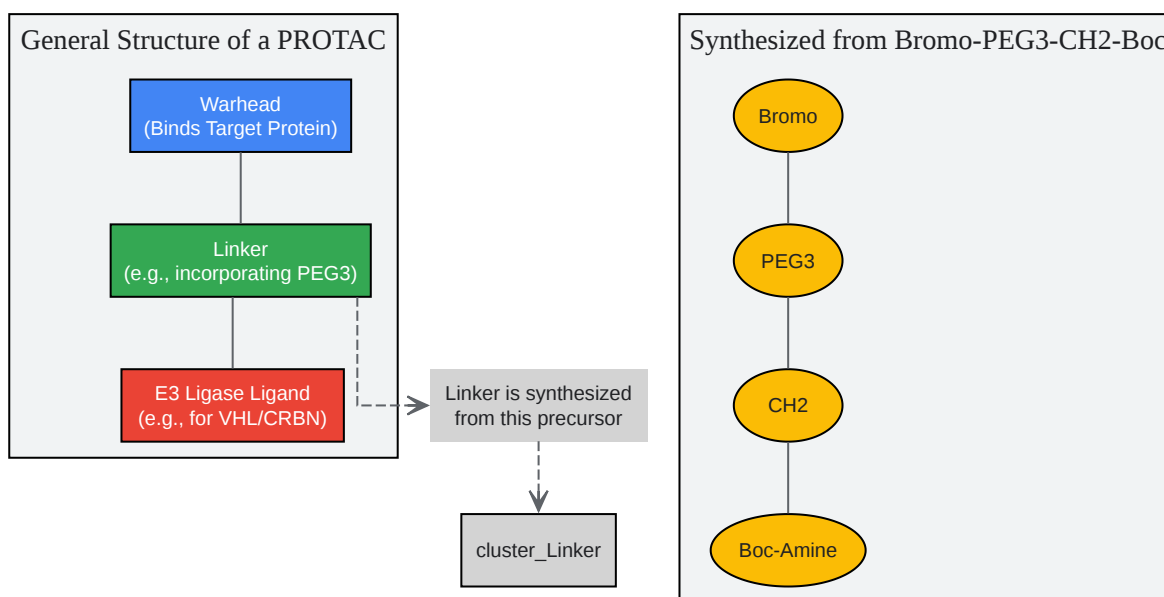 General Structure of a PROTAC
Warhead
(Binds Target Protein)
Linker
(e.g., incorporating PEG3)
E3 Ligase Ligand
(e.g., for VHL/CRBN)
Linker is synthesized
from this precursor
cluster_Linker
Synthesized from Bromo-PEG3-CH2-Boc
Bromo
PEG3
CH2
Boc-Amine